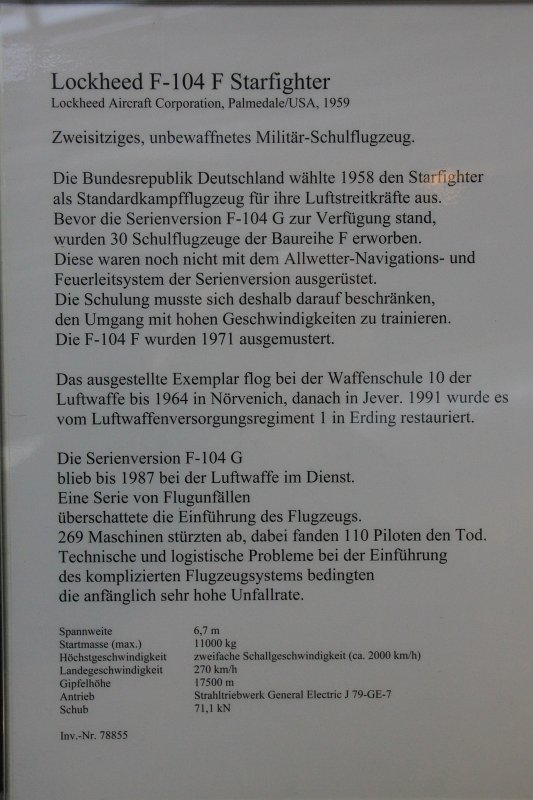 Lockheed F-104 F Starfighter
Lockheed Aircraft Corporation, Palmedale/USA, 1959
Zweisitziges, unbewaffnetes Militär-Schulflugzeug.
Die Bundesrepublik Deutschland wählte 1958 den Starfighter
als Standardkampfflugzeug für ihre Luftstreitkräfte aus.
Bevor die Serienversion F-104 G zur Verfügung stand,
wurden 30 Schulflugzeuge der Baureihe F erworben.
Diese waren noch nicht mit dem Allwetter-Navigations- und
Feuerleitsystem der Serienversion ausgerüstet.
Die Schulung musste sich deshalb darauf beschränken,
den Umgang mit hohen Geschwindigkeiten zu trainieren.
Die F-104 F wurden 1971 ausgemustert.
Das ausgestellte Exemplar flog bei der Waffenschule 10 der
Luftwaffe bis 1964 in Nörvenich, danach in Jever. 1991 wurde es
vom Luftwaffenversorgungsregiment 1 in Erding restauriert.
Die Serienversion F-104 G
blieb bis 1987 bei der Luftwaffe im Dienst.
Eine Serie von Flugunfällen
überschattete die Einführung des Flugzeugs.
269 Maschinen stürzten ab, dabei fanden 110 Piloten den Tod.
Technische und logistische Probleme bei der Einführung
des komplizierten Flugzeugsystems bedingten
die anfänglich sehr hohe Unfallrate.
Spannweite 6,7 m
Startmasse (max.) 11000 kg
Höchstgeschwindigkeit zweifache Schallgeschwindigkeit (ca. 2000 km/h)
Landegeschwindigkeit 270 km/h
Gipfelhöhe 17500 m
Antrieb Strahltriebwerk General Electric J 79-GE-7
Schub 71,1 kN
Inv.-Nr. 78855